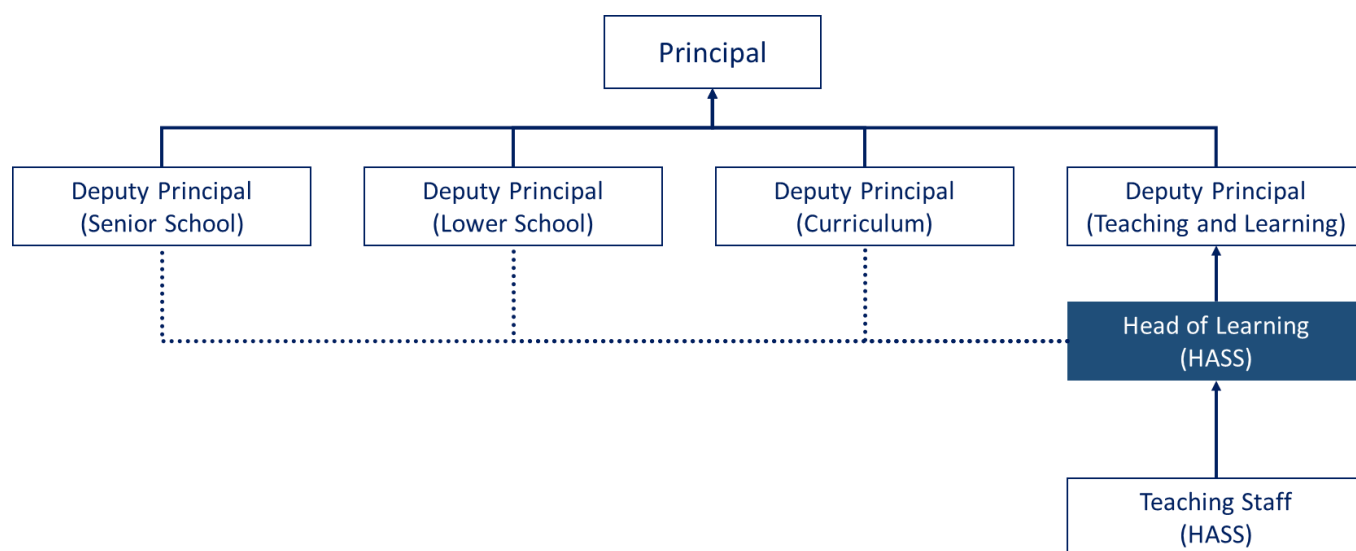 Principal
Deputy Principal
(Senior School)
Deputy Principal
(Lower School)
Deputy Principal
(Curriculum)
Deputy Principal
(Teaching and Learning)
Head of Learning
(HASS)
Teaching Staff
(HASS)